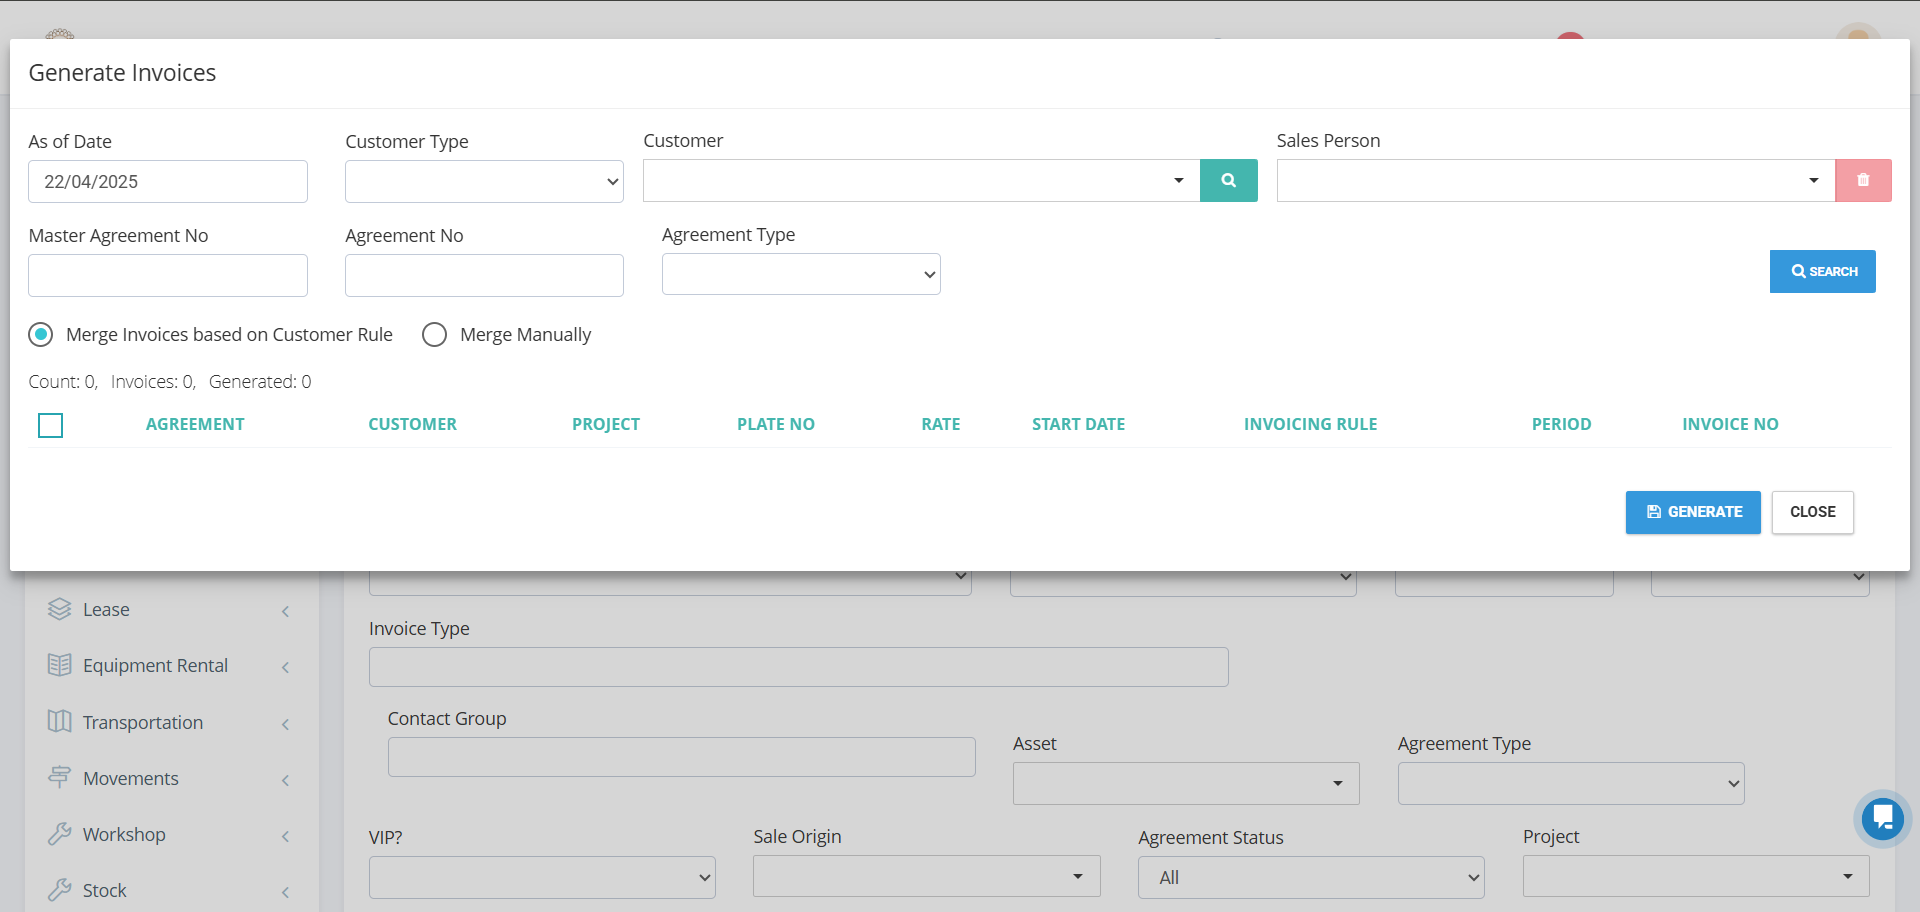 Generate Invoices
As of Date
Customer Type
Customer
Sales Person
22/04/2025
Master Agreement No
Agreement No
Agreement Type
SEARCH
Merge Invoices based on Customer Rule
Merge Manually
Count: 0, Invoices: 0, Generated: 0
AGREEMENT CUSTOMER PROJECT PLATE NO RATE START DATE INVOICING RULE PERIOD INVOICE NO
GENERATE
CLOSE
Lease
Equipment Rental
Transportation
Movements
Workshop
Stock
Invoice Type
Contact Group
Asset
Agreement Type
VIP?
Sale Origin
Agreement Status
Project
All